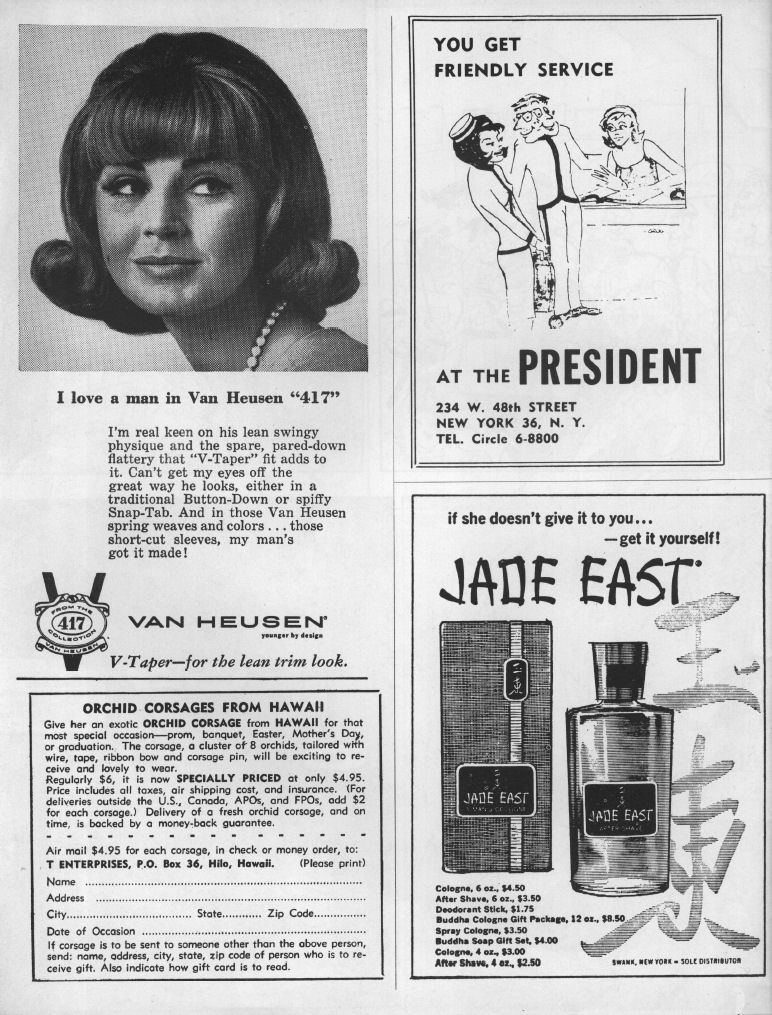 I love a man in Van Heusen “417”
I'm real keen on his lean swingy
physique and the spare, pared-down
flattery that “V-Taper” fit adds to
it. Can't get my eyes off the
great way he looks, either in a
traditional Button-Down or spiffy
Snap-Tab. And in those Van Heusen
spring weaves and colors . . . those
short-cut sleeves, my man's
got it made!
V
FROM THE
417
COLLECTION
VAN HEUSEN
VAN HEUSEN®
younger by design
V-Taper—for the lean trim look.
ORCHID CORSAGES FROM HAWAII
Give her an exotic ORCHID CORSAGE from HAWAII for that
most special occasion—prom, banquet, Easter, Mother's Day,
or graduation. The corsage, a cluster of 8 orchids, tailored with
wire, tape, ribbon bow and corsage pin, will be exciting to re-
ceive and lovely to wear.
Regularly $6, it is now SPECIALLY PRICED at only $4.95.
Price includes all taxes, air shipping cost, and insurance. (For
deliveries outside the U.S., Canada, APOs, and FPOs, add $2
for each corsage.) Delivery of a fresh orchid corsage, and on
time, is backed by a money-back guarantee.
Air mail $4.95 for each corsage, in check or money order, to:
T ENTERPRISES, P.O. Box 36, Hilo, Hawaii. (Please print)
Name
Address
City State Zip Code
Date of Occasion
If corsage is to be sent to someone other than the above person,
send: name, address, city, state, zip code of person who is to re-
ceive gift. Also indicate how gift card is to read.
YOU GET
FRIENDLY SERVICE
AT THE PRESIDENT
234 W. 48th STREET
NEW YORK 36, N. Y.
TEL. Circle 6-8800
if she doesn't give it to you...
—get it yourself!
JADE EAST®
玉
東
玉
東
JADE EAST
A MAN'S COLOGNE
JADE EAST
AFTER SHAVE
Cologne, 6 oz., $4.50
After Shave, 6 oz., $3.50
Deodorant Stick, $1.75
Buddha Cologne Gift Package, 12 oz., $8.50
Spray Cologne, $3.50
Buddha Soap Gift Set, $4.00
Cologne, 4 oz., $3.00
After Shave, 4 oz., $2.50
SWANK, NEW YORK – SOLE DISTRIBUTOR